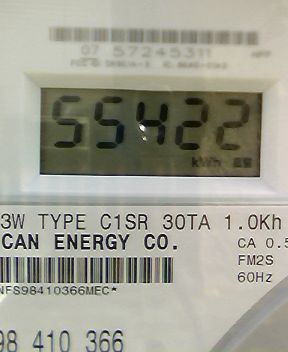 07 57245311
55422
kWh
3W TYPE C1SR 30TA 1.0Kh
CAN ENERGY CO.
CA 0.5
FM2S
60Hz
NFS98410366MEC*
98 410 366